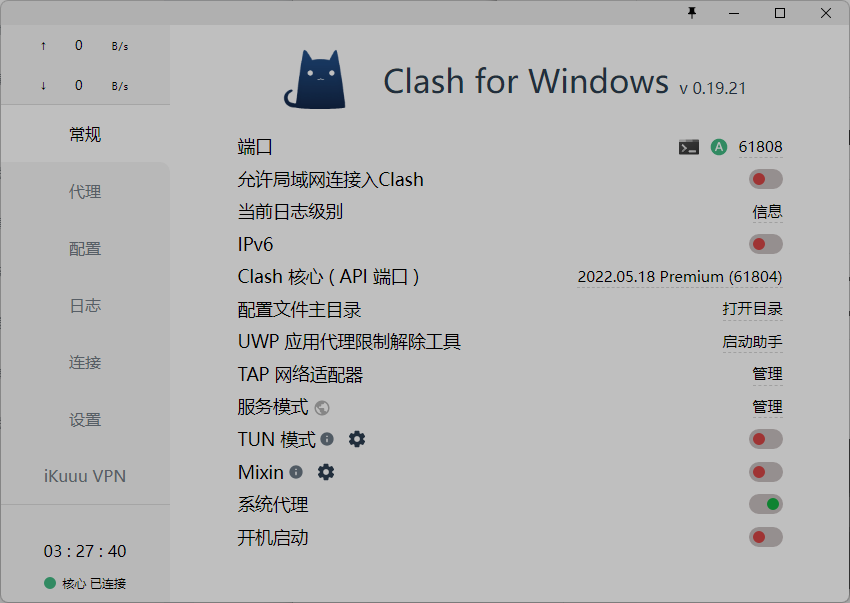 ↑ 0 B/s
↓ 0 B/s
常规
代理
配置
日志
连接
设置
iKuuu VPN
03 : 27 : 40
核心 已连接
Clash for Windows v 0.19.21
端口 A 61808
允许局域网连接入Clash
当前日志级别 信息
IPv6
Clash 核心 ( API 端口 ) 2022.05.18 Premium (61804)
配置文件主目录 打开目录
UWP 应用代理限制解除工具 启动助手
TAP 网络适配器 管理
服务模式 管理
TUN 模式
Mixin
系统代理
开机启动